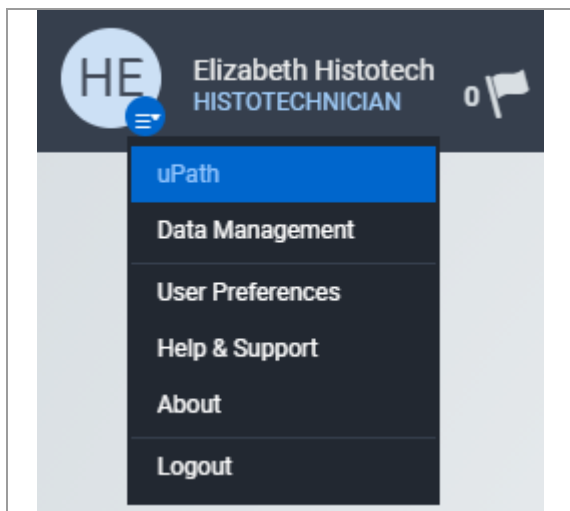 HE
Elizabeth Histotech
HISTOTECHNICIAN
0
uPath
Data Management
User Preferences
Help & Support
About
Logout